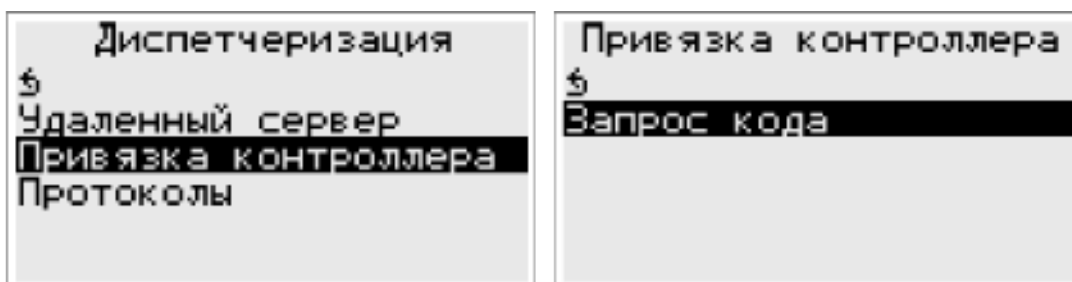 Диспетчеризация
Удаленный сервер
Привязка контроллера
Протоколы
Привязка контроллера
Запрос кода